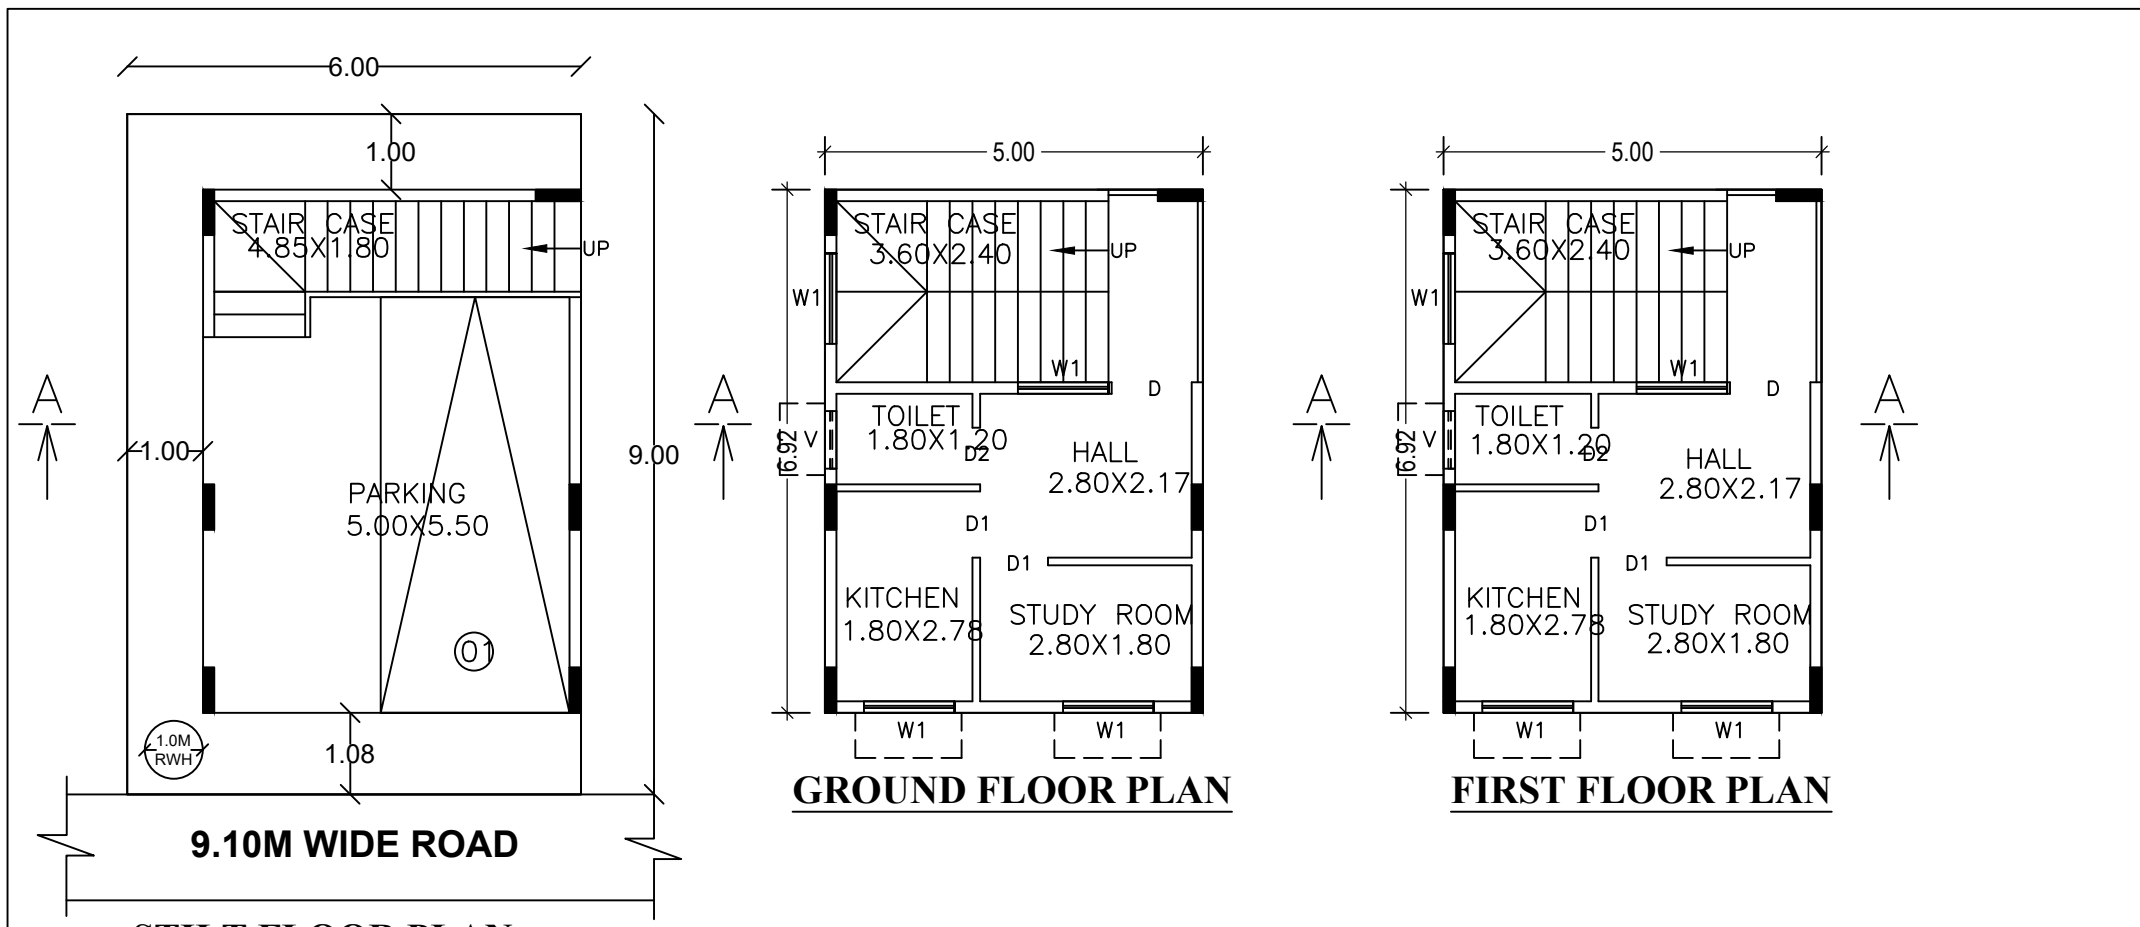 6.00
1.00
STAIR CASE
4.85X1.80
UP
A
A
1.00
9.00
PARKING
5.00X5.50
01
1.0M
RWH
1.08
9.10M WIDE ROAD
STILT FLOOR PLAN
5.00
STAIR CASE
3.60X2.40
UP
W1
W1
D
TOILET
1.80X1.20
V
6.92
D2
HALL
2.80X2.17
D1
D1
KITCHEN
1.80X2.78
STUDY ROOM
2.80X1.80
W1
W1
GROUND FLOOR PLAN
5.00
STAIR CASE
3.60X2.40
UP
W1
W1
D
A
A
TOILET
1.80X1.20
V
6.92
D2
HALL
2.80X2.17
D1
D1
KITCHEN
1.80X2.78
STUDY ROOM
2.80X1.80
W1
W1
FIRST FLOOR PLAN